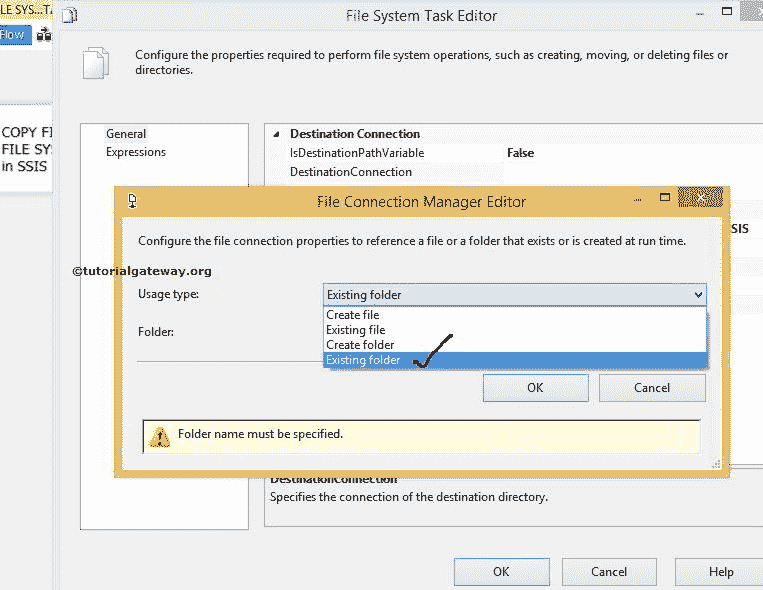 LE SYS...T
File System Task Editor
Flow
Configure the properties required to perform file system operations, such as creating, moving, or deleting files or
directories.
COPY FI
FILE SY
in SSIS
General
Expressions
Destination Connection
IsDestinationPathVariable False
DestinationConnection
File Connection Manager Editor
SIS
Configure the file connection properties to reference a file or a folder that exists or is created at run time.
©tutorialgateway.org
Usage type: Existing folder
Create file
Existing file
Folder:
Create folder
Existing folder
OK Cancel
Folder name must be specified.
DestinationConnection
Specifies the connection of the destination directory.
OK Cancel Help